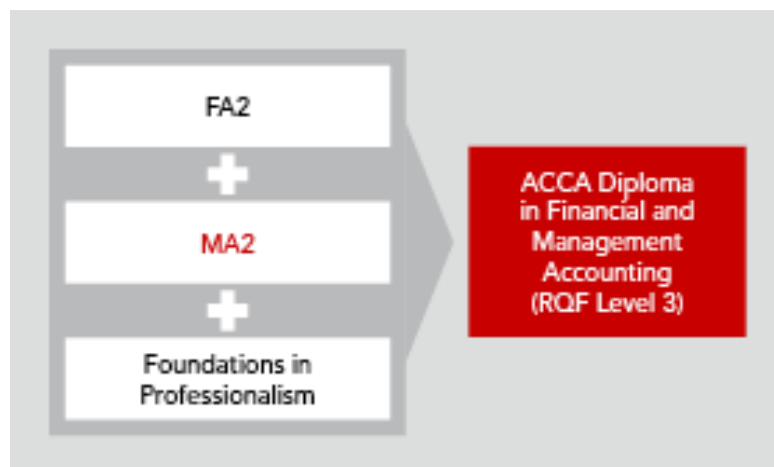 FA2
MA2
Foundations in
Professionalism
ACCA Diploma
in Financial and
Management
Accounting
(RQF Level 3)